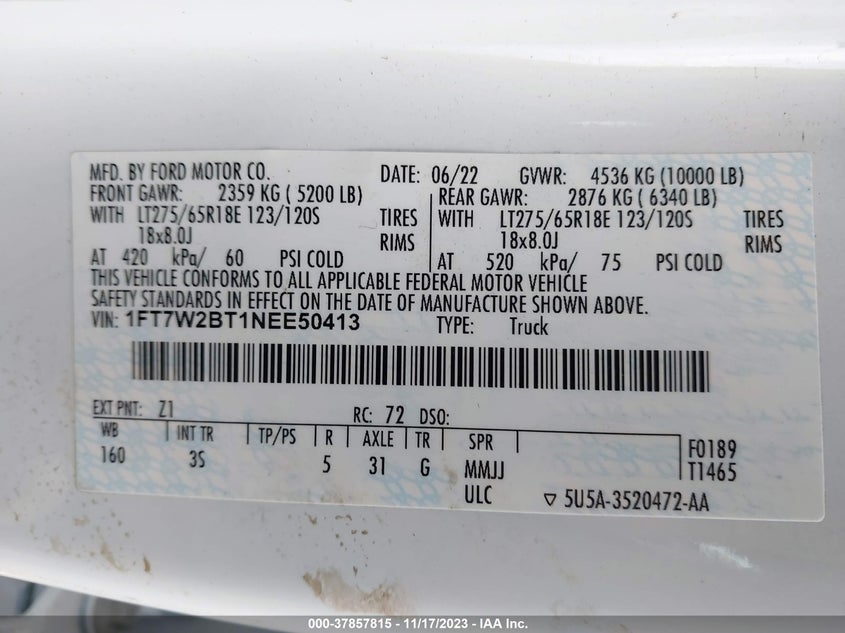 MFD. BY FORD MOTOR CO. DATE: 06/22 GVWR: 4536 KG (10000 LB)
FRONT GAWR: 2359 KG ( 5200 LB) REAR GAWR: 2876 KG ( 6340 LB)
WITH LT275/65R18E 123/120S TIRES WITH LT275/65R18E 123/120S TIRES
18x8.0J RIMS 18x8.0J RIMS
AT 420 kPa/ 60 PSI COLD AT 520 kPa/ 75 PSI COLD
THIS VEHICLE CONFORMS TO ALL APPLICABLE FEDERAL MOTOR VEHICLE
SAFETY STANDARDS IN EFFECT ON THE DATE OF MANUFACTURE SHOWN ABOVE.
VIN: 1FT7W2BT1NEE50413 TYPE: Truck
EXT PNT: Z1 RC: 72 DSO:
WB INT TR TP/PS R AXLE TR SPR F0189
160 3S 5 31 G MMJJ T1465
ULC 5U5A-3520472-AA
000-37857815 - 11/17/2023 - IAA Inc.